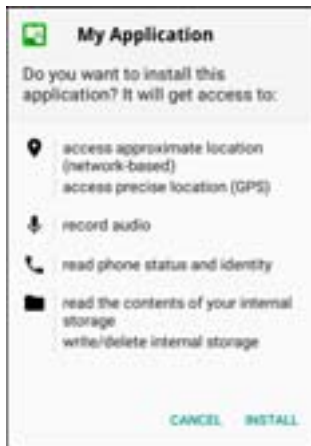 My Application
Do you want to install this
application? It will get access to:
access approximate location
(network-based)
access precise location (GPS)
record audio
read phone status and identity
read the contents of your internal
storage
write/delete internal storage
CANCEL INSTALL